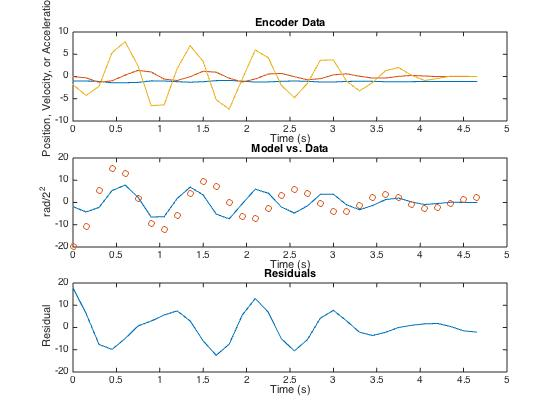 Encoder Data
Position, Velocity, or Acceleratio
10
5
0
-5
-10
0 0.5 1 1.5 2 2.5 3 3.5 4 4.5 5
Time (s)
Model vs. Data
rad/2²
20
10
0
-10
-20
0 0.5 1 1.5 2 2.5 3 3.5 4 4.5 5
Time (s)
Residuals
Residual
20
10
0
-10
-20
0 0.5 1 1.5 2 2.5 3 3.5 4 4.5 5
Time (s)